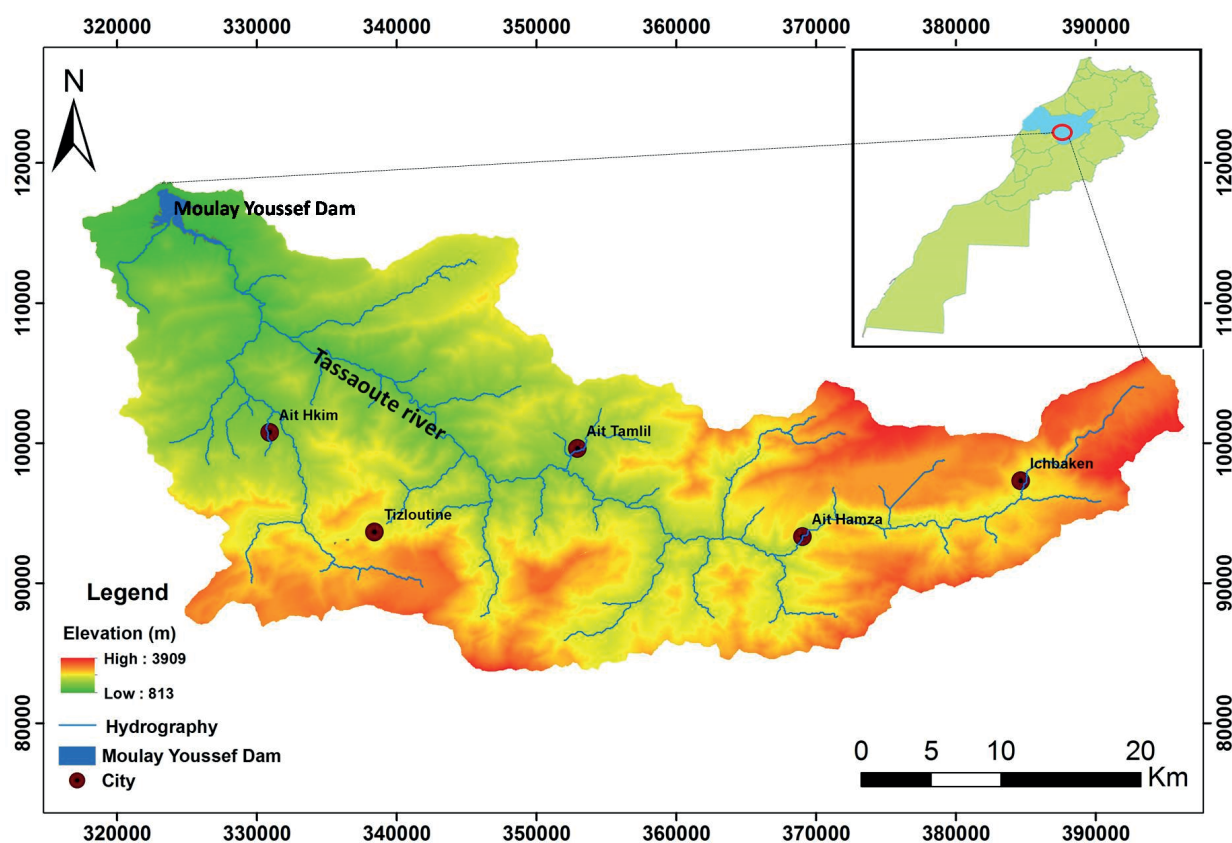 320000 330000 340000 350000 360000 370000 380000 390000
N
120000
110000
100000
90000
80000
120000
110000
100000
90000
80000
Moulay Youssef Dam
Tassaoute river
Ait Hkim
Ait Tamlil
Ichbaken
Tizloutine
Ait Hamza
Legend
Elevation (m)
High : 3909
Low : 813
Hydrography
Moulay Youssef Dam
City
0 5 10 20
Km
320000 330000 340000 350000 360000 370000 380000 390000